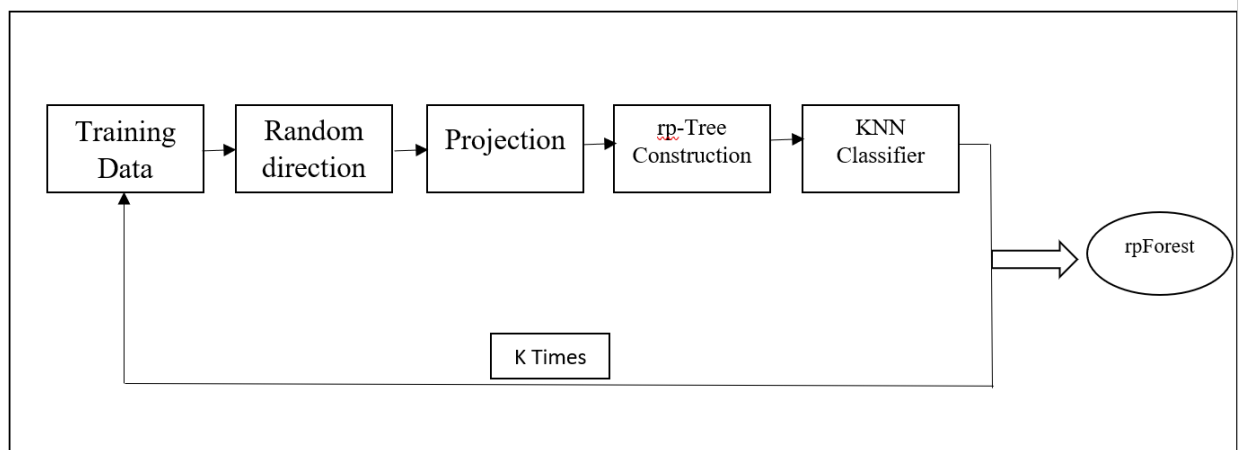 Training
Data
Random
direction
Projection
rp-Tree
Construction
KNN
Classifier
rpForest
K Times